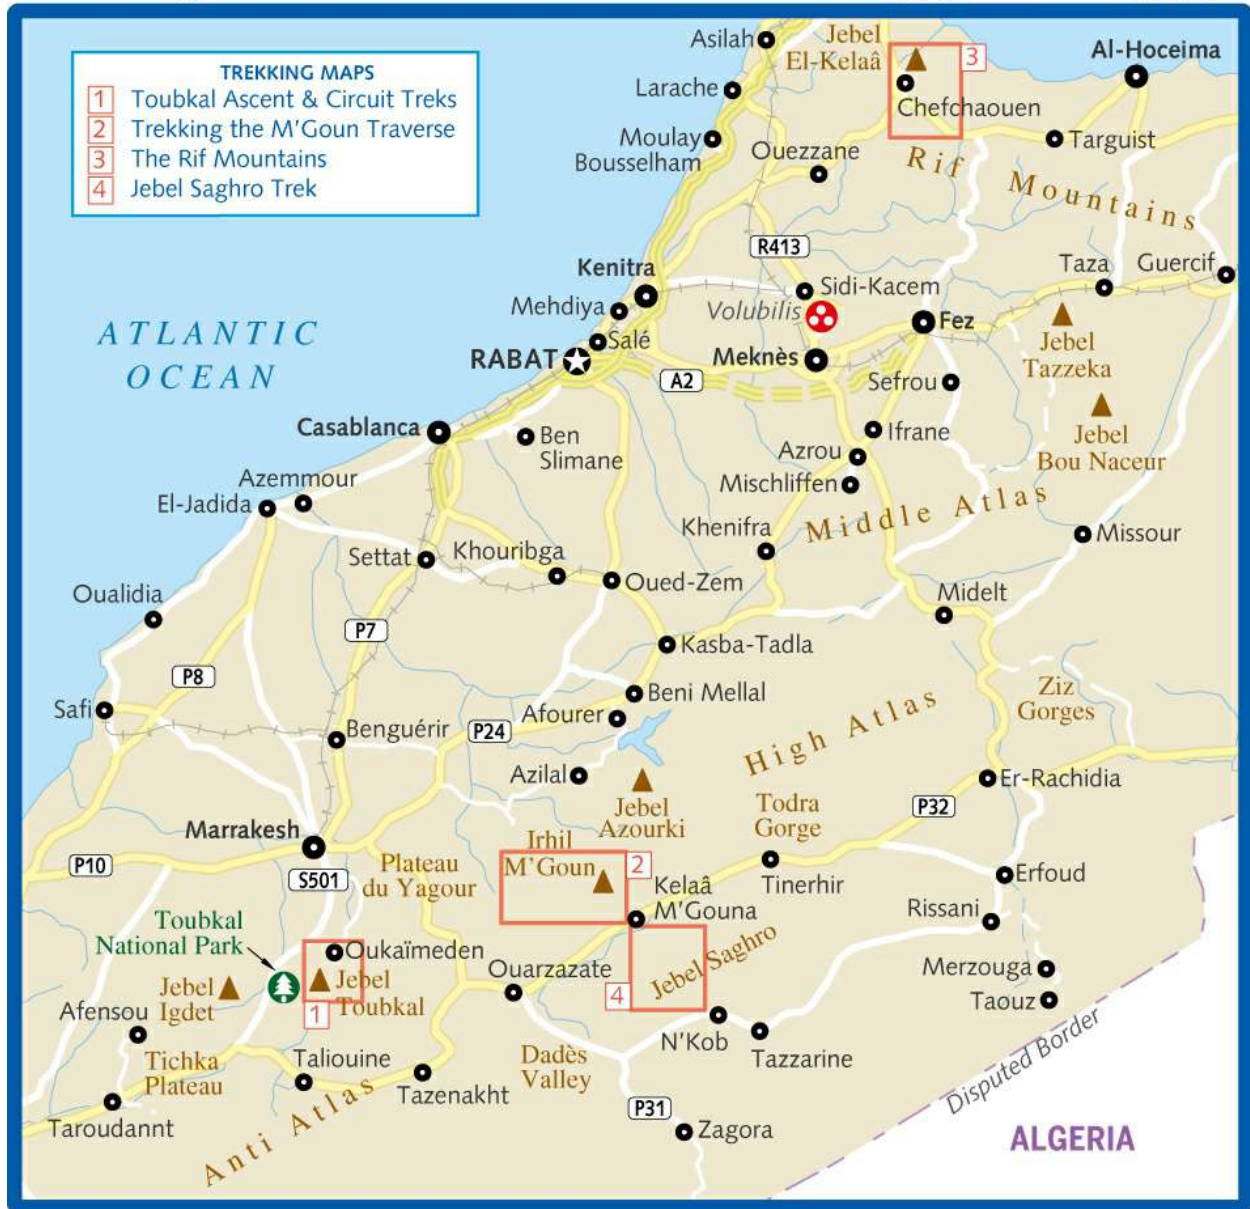 TREKKING MAPS
1 Toubkal Ascent & Circuit Treks
2 Trekking the M'Goun Traverse
3 The Rif Mountains
4 Jebel Saghro Trek
Asilah
Jebel
El-Kelaâ
3
Al-Hoceima
Larache
Chefchaouen
Moulay
Bousselham
Ouezzane
Targuist
Rif Mountains
R413
Kenitra
Taza
Guercif
Sidi-Kacem
Mehdiya
Volubilis
ATLANTIC
OCEAN
Salé
Fez
RABAT
Meknès
Jebel
Tazzeka
A2
Sefrou
Casablanca
Ben
Slimane
Ifrane
Jebel
Bou Naceur
Azrou
Azemmour
Mischliffen
El-Jadida
Middle Atlas
Khenifra
Missour
Settat
Khouribga
Oued-Zem
Oualidia
Midelt
P7
Kasba-Tadla
P8
Beni Mellal
Ziz
Gorges
Safi
Afourer
High Atlas
Benguérir
P24
Azilal
Er-Rachidia
Jebel
Azourki
Todra
Gorge
P32
Marrakesh
Irhil
M'Goun
2
P10
Plateau
du Yagour
S501
Kelaâ
M'Gouna
Tinerhir
Erfoud
Toubkal
National Park
Rissani
Oukaïmeden
Jebel Saghro
Ouarzazate
Merzouga
Jebel
Igdet
Jebel
Toubkal
4
Taouz
1
Afensou
N'Kob
Tazzarine
Tichka
Plateau
Taliouine
Dadès
Valley
Tazenakht
Disputed Border
Taroudannt
Anti Atlas
P31
Zagora
ALGERIA